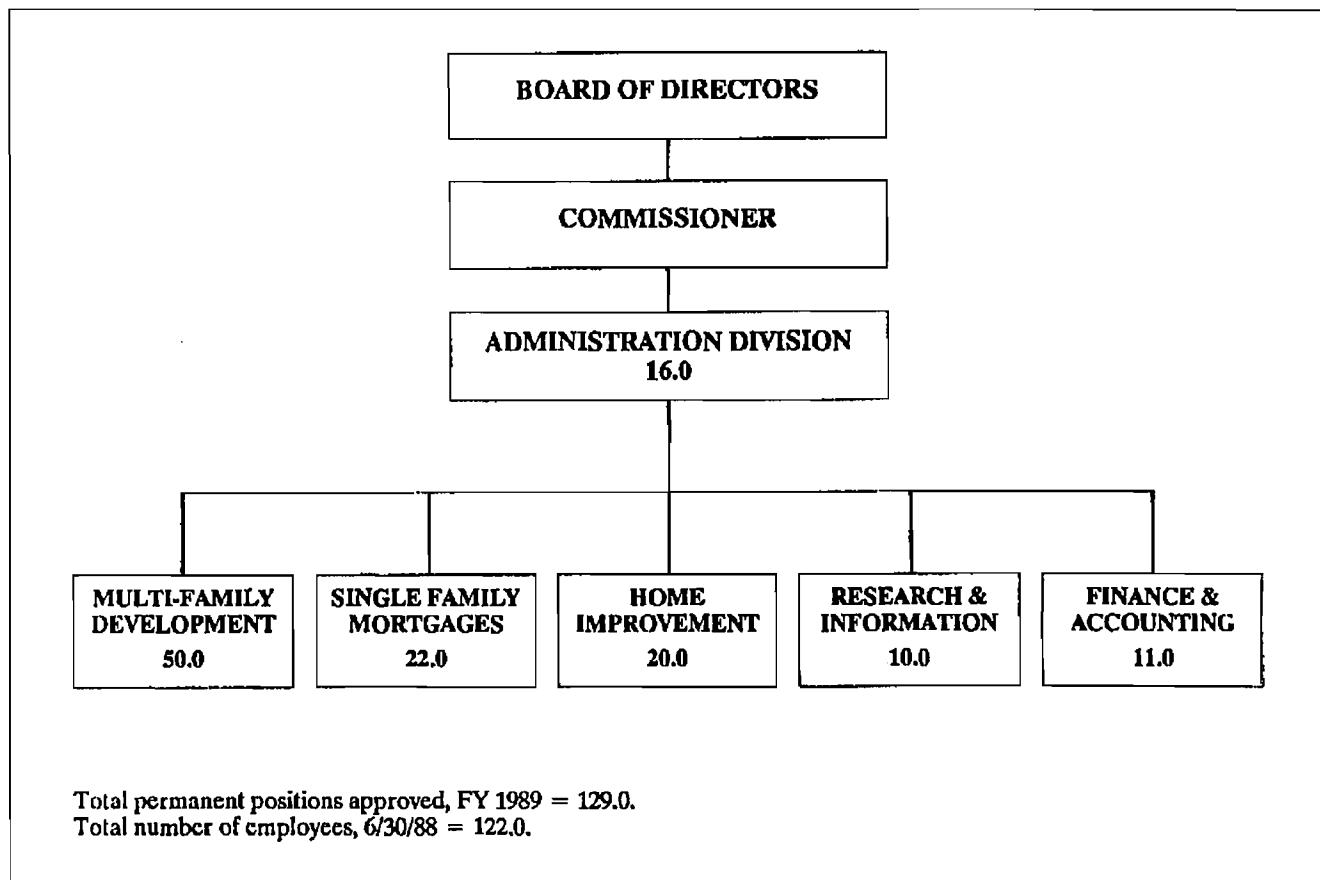 BOARD OF DIRECTORS
COMMISSIONER
ADMINISTRATION DIVISION
16.0
MULTI-FAMILY
DEVELOPMENT
50.0
SINGLE FAMILY
MORTGAGES
22.0
HOME
IMPROVEMENT
20.0
RESEARCH &
INFORMATION
10.0
FINANCE &
ACCOUNTING
11.0
Total permanent positions approved, FY 1989 = 129.0.
Total number of employees, 6/30/88 = 122.0.